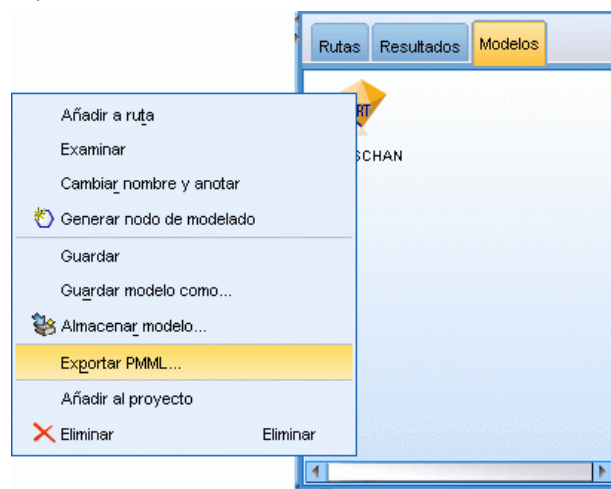 Rutas Resultados Modelos
Añadir a ruta
Examinar
SCHAN
Cambiar nombre y anotar
Generar nodo de modelado
Guardar
Guardar modelo como...
Almacenar modelo...
Exportar PMML...
Añadir al proyecto
Eliminar Eliminar